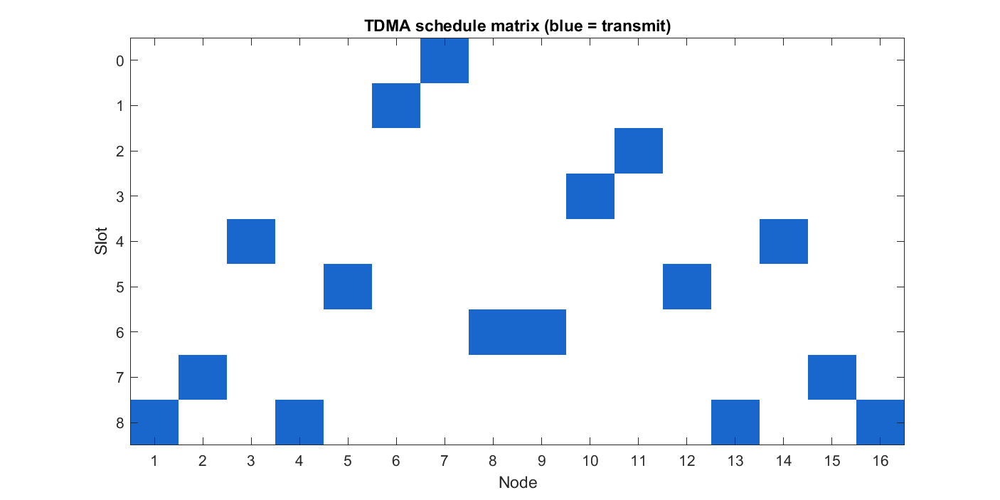 TDMA schedule matrix (blue = transmit)
0
1
2
3
4
5
6
7
8
Slot
1 2 3 4 5 6 7 8 9 10 11 12 13 14 15 16
Node